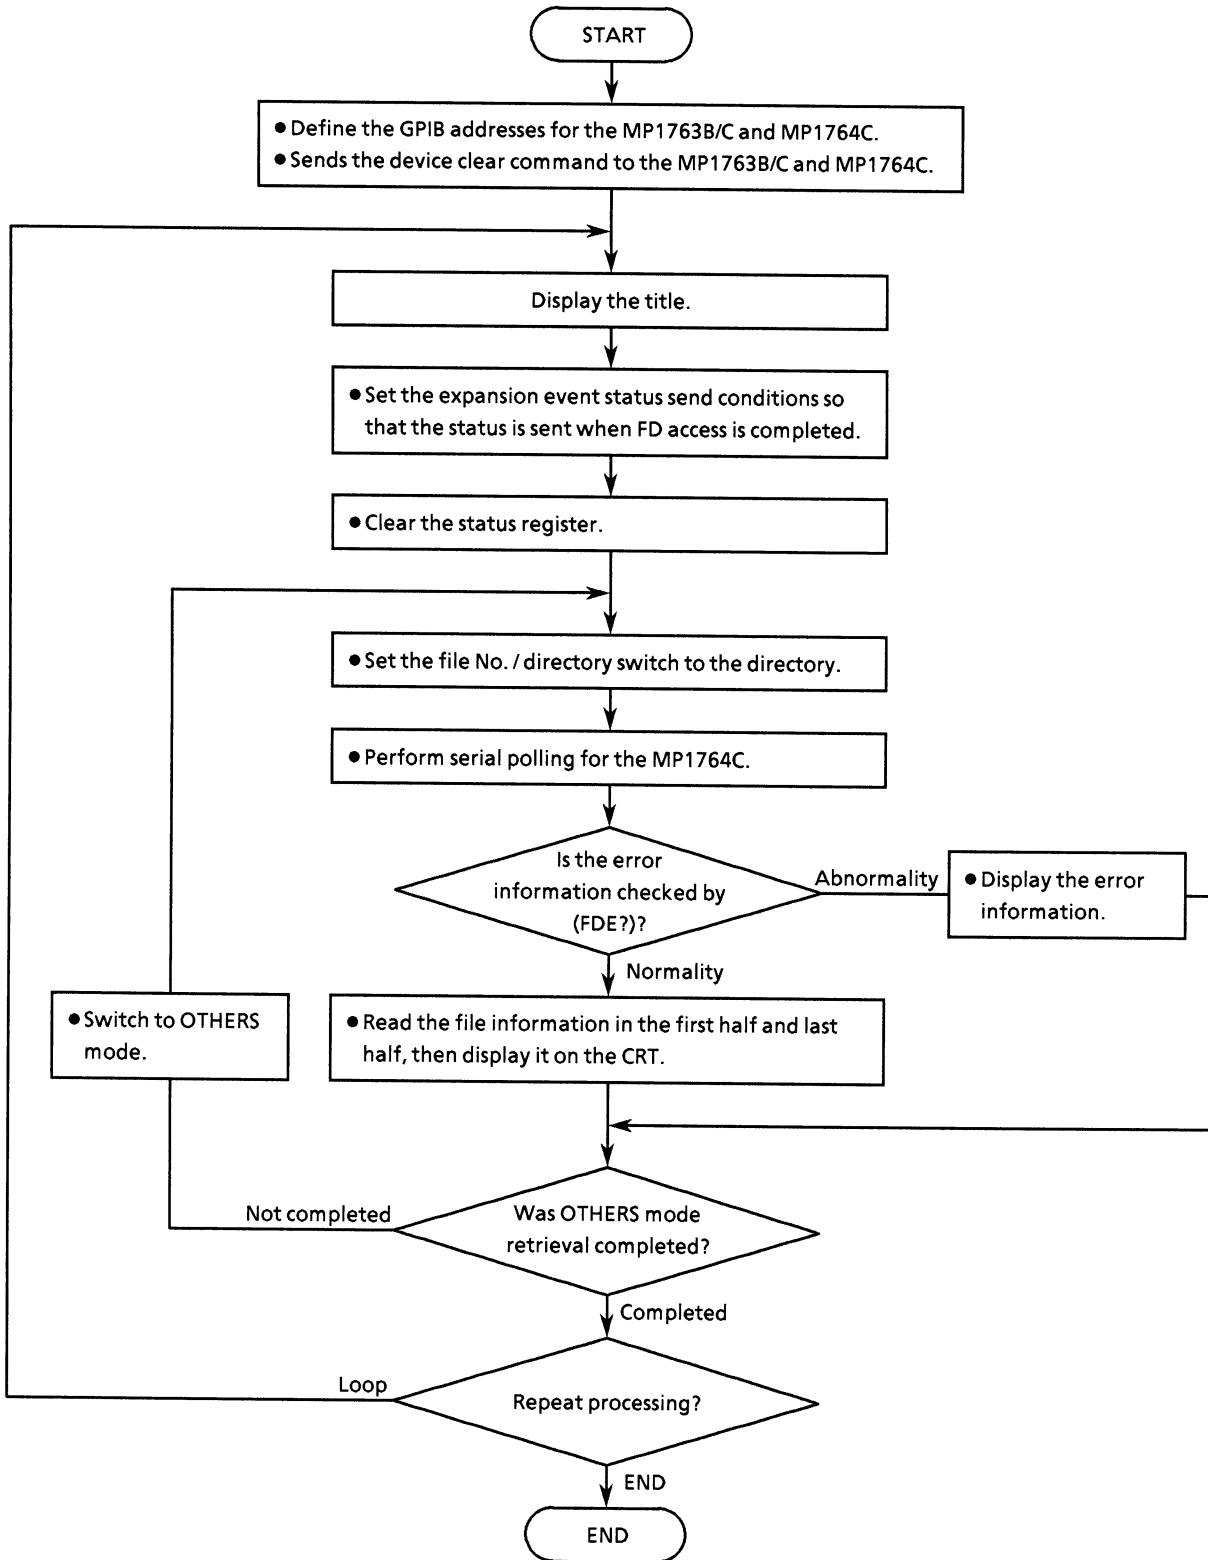 START
● Define the GPIB addresses for the MP1763B/C and MP1764C.
● Sends the device clear command to the MP1763B/C and MP1764C.
Display the title.
● Set the expansion event status send conditions so
that the status is sent when FD access is completed.
● Clear the status register.
● Set the file No. / directory switch to the directory.
● Perform serial polling for the MP1764C.
Is the error
information checked by
(FDE?)?
Abnormality
● Display the error
information.
Normality
● Switch to OTHERS
mode.
● Read the file information in the first half and last
half, then display it on the CRT.
Not completed
Was OTHERS mode
retrieval completed?
Completed
Loop
Repeat processing?
END
END